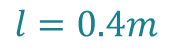 l = 0.4m